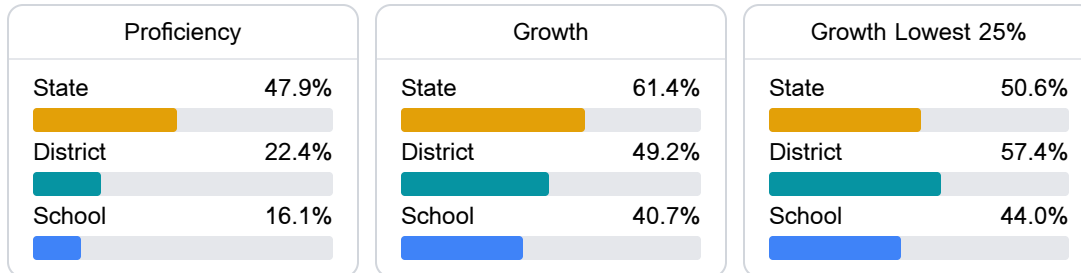 Proficiency
State 47.9%
District 22.4%
School 16.1%
Growth
State 61.4%
District 49.2%
School 40.7%
Growth Lowest 25%
State 50.6%
District 57.4%
School 44.0%